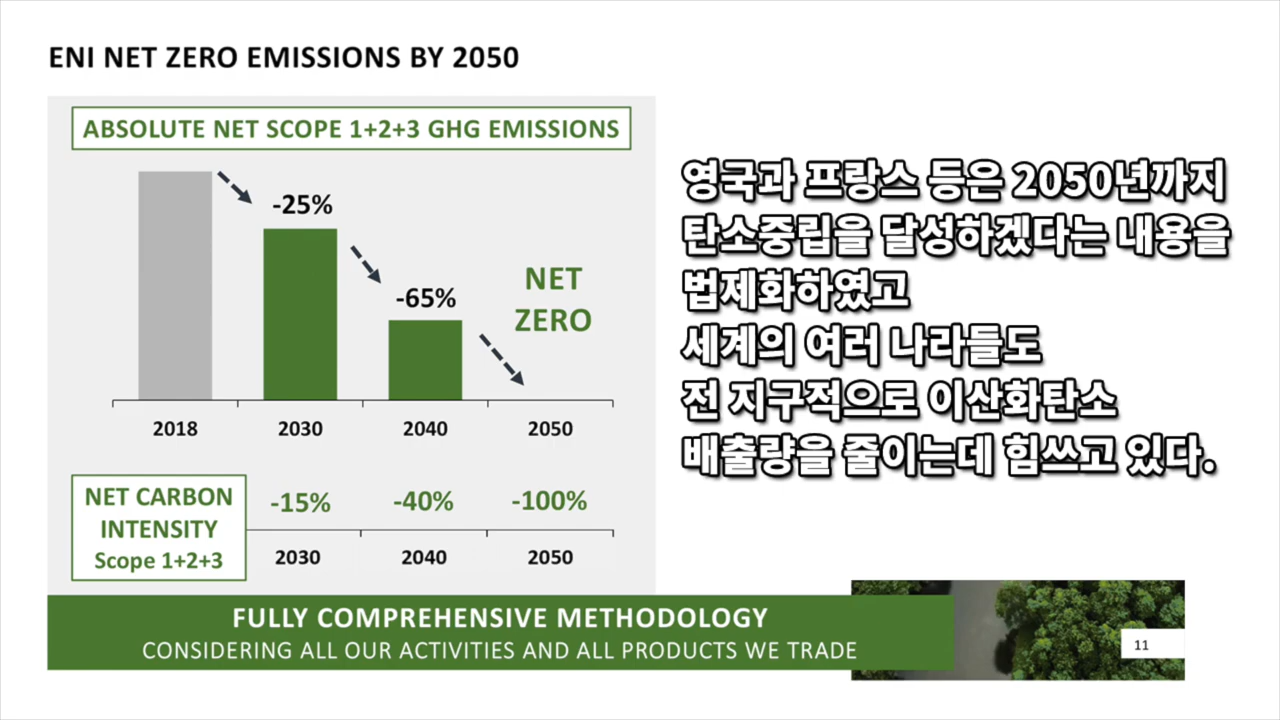 ENI NET ZERO EMISSIONS BY 2050
ABSOLUTE NET SCOPE 1+2+3 GHG EMISSIONS
-25%
-65%
NET
ZERO
2018 2030 2040 2050
NET CARBON
INTENSITY
Scope 1+2+3
-15% -40% -100%
2030 2040 2050
FULLY COMPREHENSIVE METHODOLOGY
CONSIDERING ALL OUR ACTIVITIES AND ALL PRODUCTS WE TRADE
영국과 프랑스 등은 2050년까지
탄소중립을 달성하겠다는 내용을
법제화하였고
세계의 여러 나라들도
전 지구적으로 이산화탄소
배출량을 줄이는데 힘쓰고 있다.
11